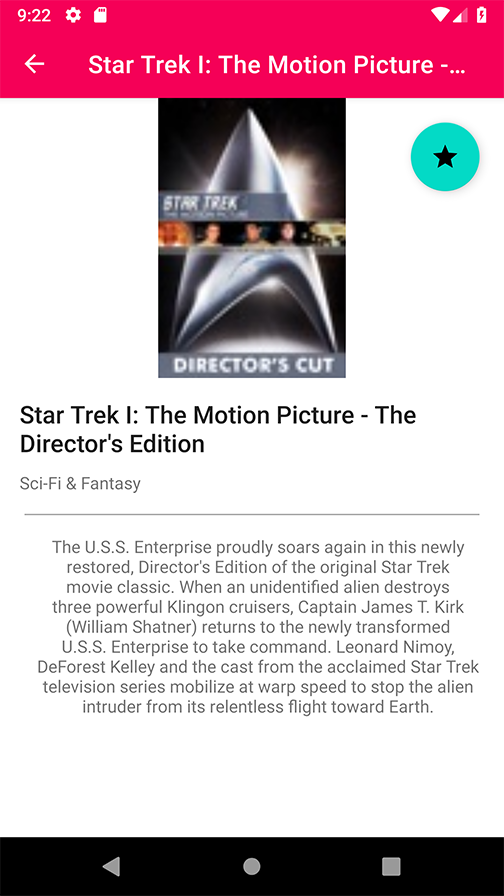 9:22
Star Trek I: The Motion Picture -...
STAR TREK
THE MOTION PICTURE
DIRECTOR'S CUT
Star Trek I: The Motion Picture - The
Director's Edition
Sci-Fi & Fantasy
The U.S.S. Enterprise proudly soars again in this newly
restored, Director's Edition of the original Star Trek
movie classic. When an unidentified alien destroys
three powerful Klingon cruisers, Captain James T. Kirk
(William Shatner) returns to the newly transformed
U.S.S. Enterprise to take command. Leonard Nimoy,
DeForest Kelley and the cast from the acclaimed Star Trek
television series mobilize at warp speed to stop the alien
intruder from its relentless flight toward Earth.